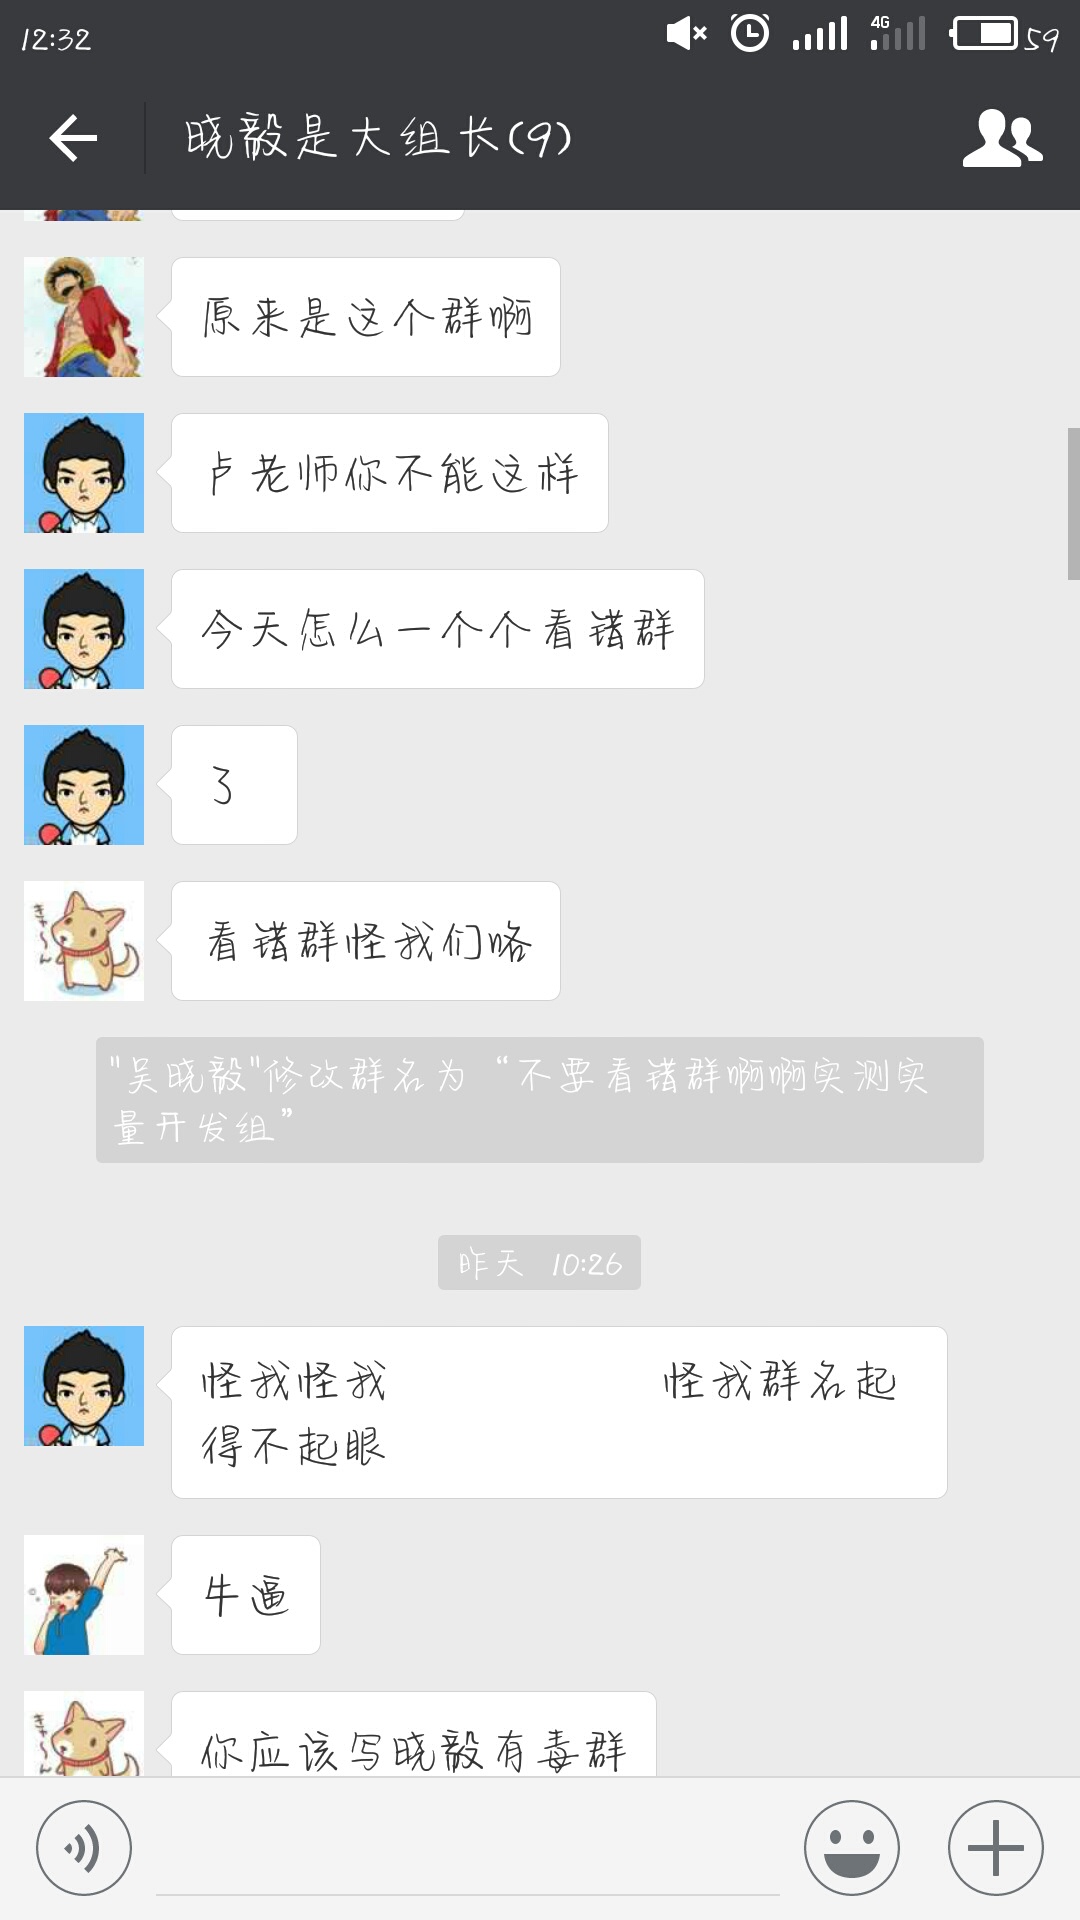 12:32
4G
59
晓毅是大组长(9)
原来是这个群啊
卢老师你不能这样
今天怎么一个个看错群
了
看错群怪我们咯
"吴晓毅"修改群名为“不要看错群啊啊实测实
量开发组”
昨天 10:26
怪我怪我 怪我群名起
得不起眼
牛逼
你应该写晓毅有毒群